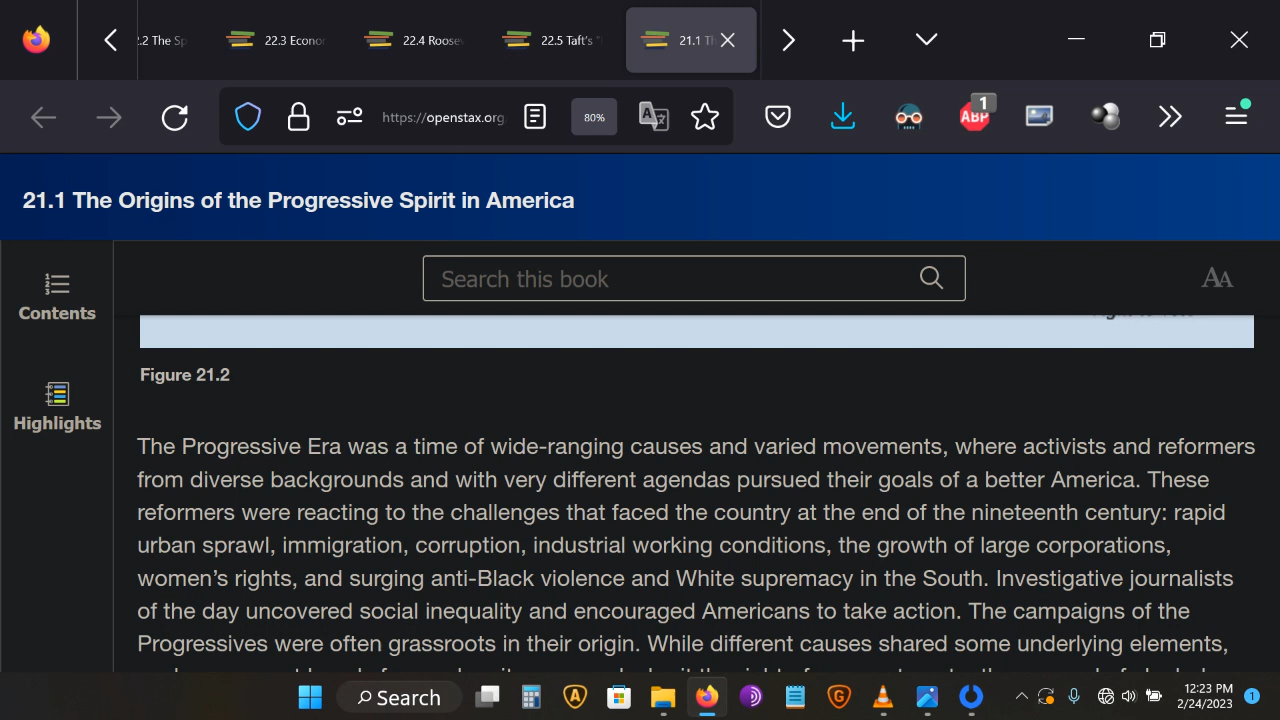 22.3 Econor
22.4 Roosev
22.5 Taft's "
21.1 Th
https://openstax.org
80%
ABP
1
21.1 The Origins of the Progressive Spirit in America
Search this book
AA
Contents
Highlights
Figure 21.2
The Progressive Era was a time of wide-ranging causes and varied movements, where activists and reformers
from diverse backgrounds and with very different agendas pursued their goals of a better America. These
reformers were reacting to the challenges that faced the country at the end of the nineteenth century: rapid
urban sprawl, immigration, corruption, industrial working conditions, the growth of large corporations,
women's rights, and surging anti-Black violence and White supremacy in the South. Investigative journalists
of the day uncovered social inequality and encouraged Americans to take action. The campaigns of the
Progressives were often grassroots in their origin. While different causes shared some underlying elements,
Search
12:23 PM
2/24/2023
1